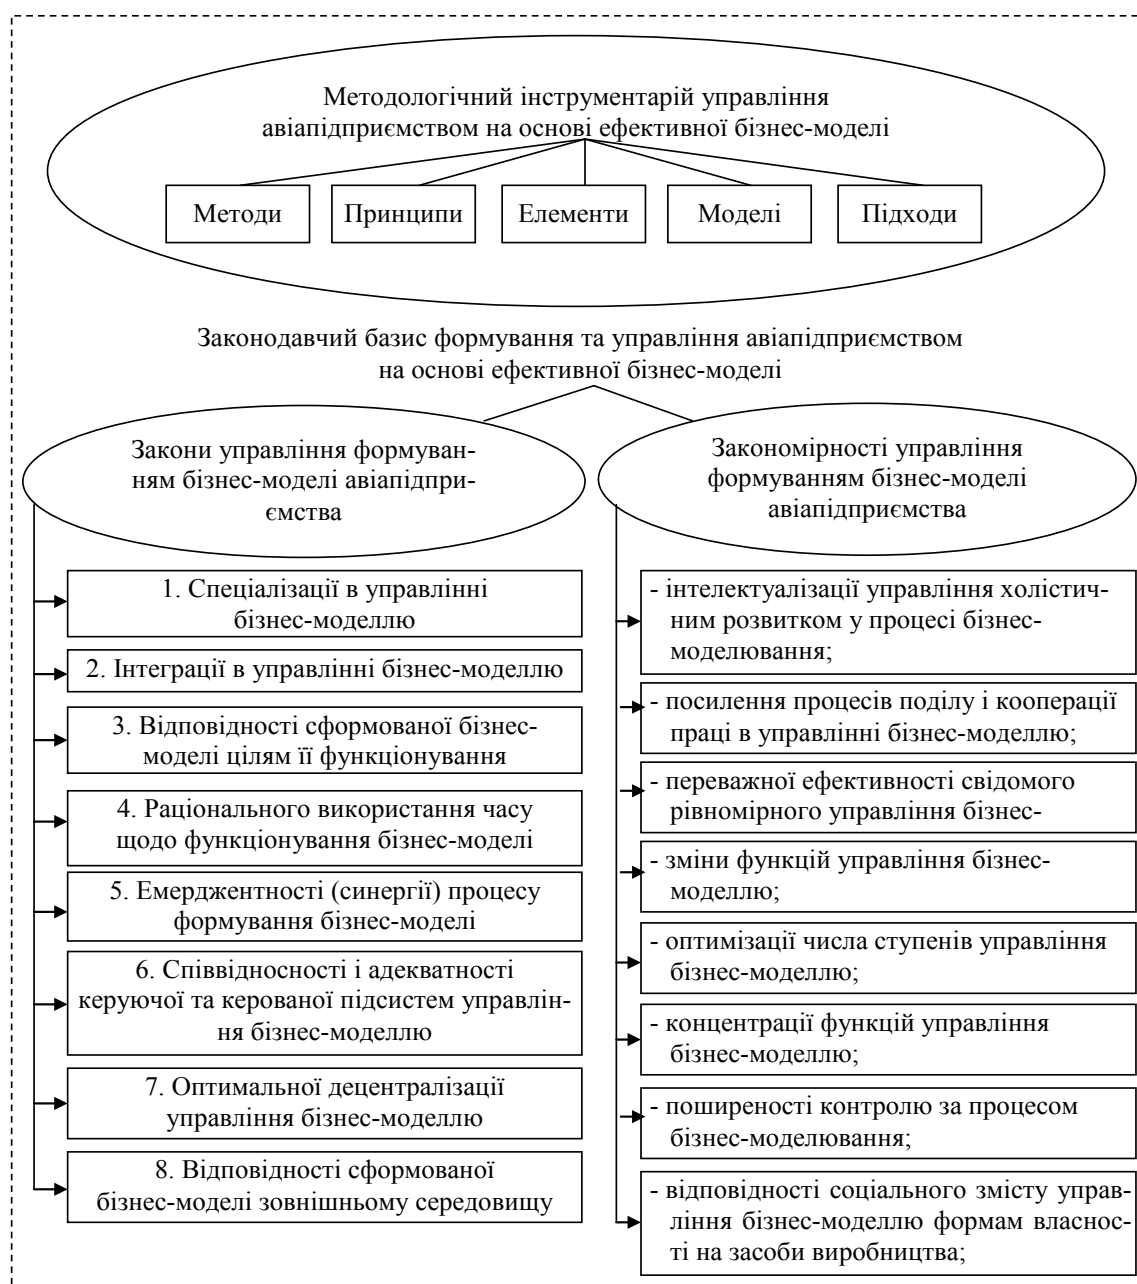 Методологічний інструментарій управління
авіапідприємством на основі ефективної бізнес-моделі
Методи
Принципи
Елементи
Моделі
Підходи
Законодавчий базис формування та управління авіапідприємством
на основі ефективної бізнес-моделі
Закони управління формуван-
ням бізнес-моделі авіапідпри-
ємства
1. Спеціалізації в управлінні
бізнес-моделлю
2. Інтеграції в управлінні бізнес-моделлю
3. Відповідності сформованої бізнес-
моделі цілям її функціонування
4. Раціонального використання часу
щодо функціонування бізнес-моделі
5. Емерджентності (синергії) процесу
формування бізнес-моделі
6. Співвідносності і адекватності
керуючої та керованої підсистем управлін-
ня бізнес-моделлю
7. Оптимальної децентралізації
управління бізнес-моделлю
8. Відповідності сформованої
бізнес-моделі зовнішньому середовищу
Закономірності управління
формуванням бізнес-моделі
авіапідприємства
- інтелектуалізації управління холістич-
ним розвитком у процесі бізнес-
моделювання;
- посилення процесів поділу і кооперації
праці в управлінні бізнес-моделлю;
- переважної ефективності свідомого
рівномірного управління бізнес-
- зміни функцій управління бізнес-
моделлю;
- оптимізації числа ступенів управління
бізнес-моделлю;
- концентрації функцій управління
бізнес-моделлю;
- поширеності контролю за процесом
бізнес-моделювання;
- відповідності соціального змісту управ-
ління бізнес-моделлю формам власнос-
ті на засоби виробництва;